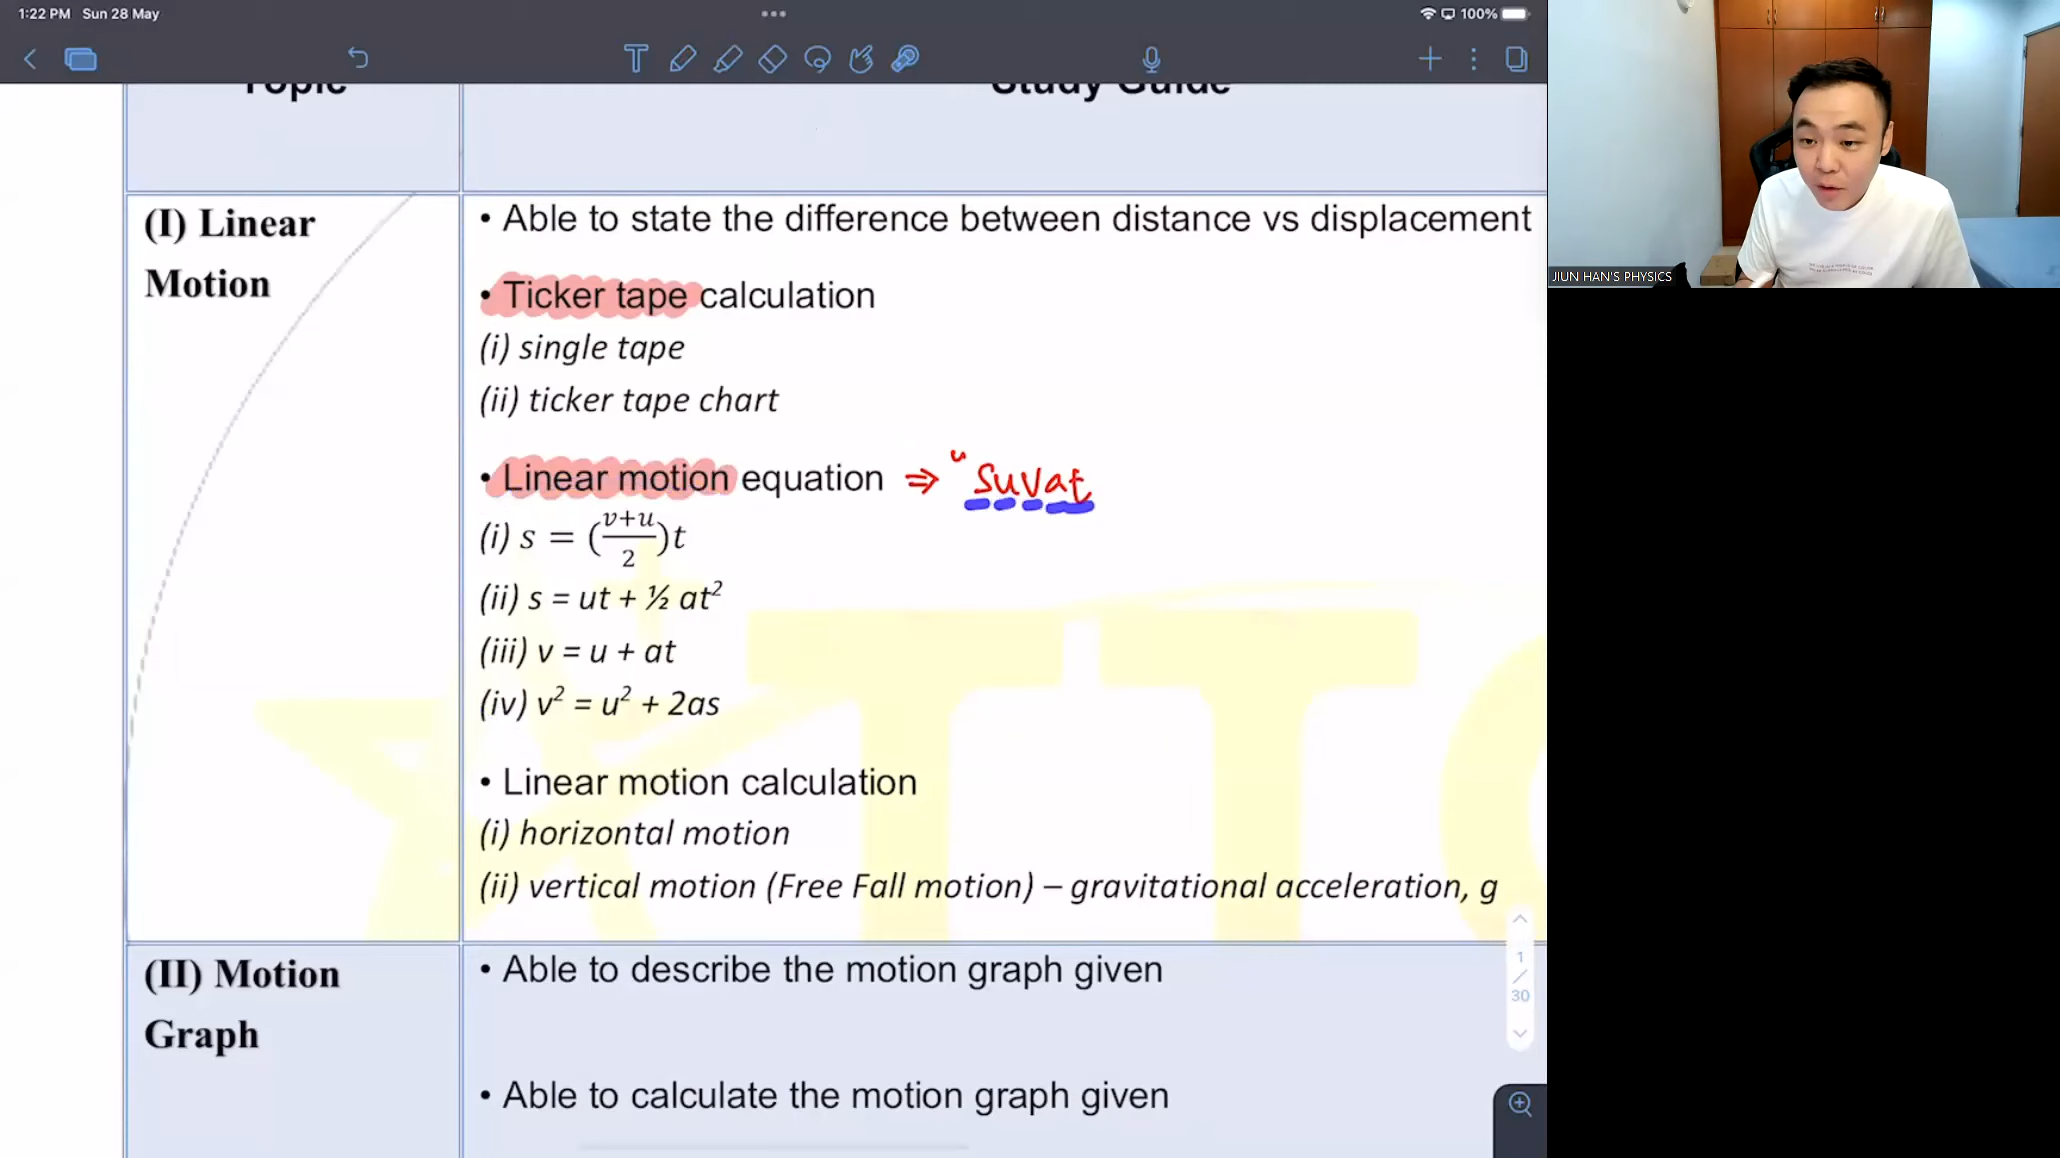 1:22 PM Sun 28 May
100%
Topic
Study Guide
(I) Linear
Motion
• Able to state the difference between distance vs displacement
• Ticker tape calculation
(i) single tape
(ii) ticker tape chart
• Linear motion equation ⇒ “suvat
(i) s = (\frac{v+u}{2})t
(ii) s = ut + ½ at²
(iii) v = u + at
(iv) v² = u² + 2as
• Linear motion calculation
(i) horizontal motion
(ii) vertical motion (Free Fall motion) – gravitational acceleration, g
(II) Motion
Graph
• Able to describe the motion graph given
• Able to calculate the motion graph given
1
/
30
JIUN HAN'S PHYSICS
TTC